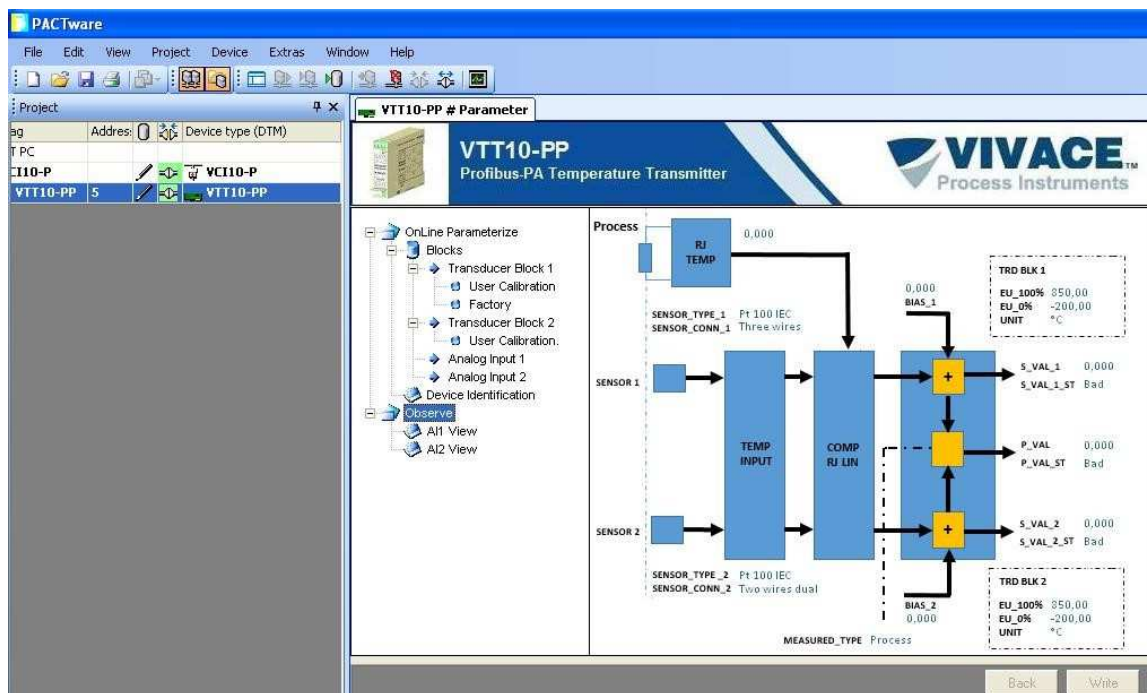 PACTware
File Edit View Project Device Extras Window Help
Project
VTT10-PP # Parameter
ag Addres: Device type (DTM)
T PC
CI10-P VCI10-P
VTT10-PP 5 VTT10-PP
VTT10-PP
Profibus-PA Temperature Transmitter
VIVACE TM
Process Instruments
OnLine Parameterize
Blocks
Transducer Block 1
User Calibration
Factory
Transducer Block 2
User Calibration.
Analog Input 1
Analog Input 2
Device Identification
Observe
AI1 View
AI2 View
Process
RJ
TEMP
0,000
SENSOR_TYPE_1 Pt 100 IEC
SENSOR_CONN_1 Three wires
0,000
BIAS_1
TRD BLK 1
EU_100% 850,00
EU_0% -200,00
UNIT °C
SENSOR 1
+
S_VAL_1 0,000
S_VAL_1_ST Bad
TEMP
INPUT
COMP
RJ LIN
P_VAL 0,000
P_VAL_ST Bad
SENSOR 2
+
S_VAL_2 0,000
S_VAL_2_ST Bad
SENSOR_TYPE_2 Pt 100 IEC
SENSOR_CONN_2 Two wires dual
BIAS_2
0,000
TRD BLK 2
EU_100% 850,00
EU_0% -200,00
UNIT °C
MEASURED_TYPE Process
Back Write